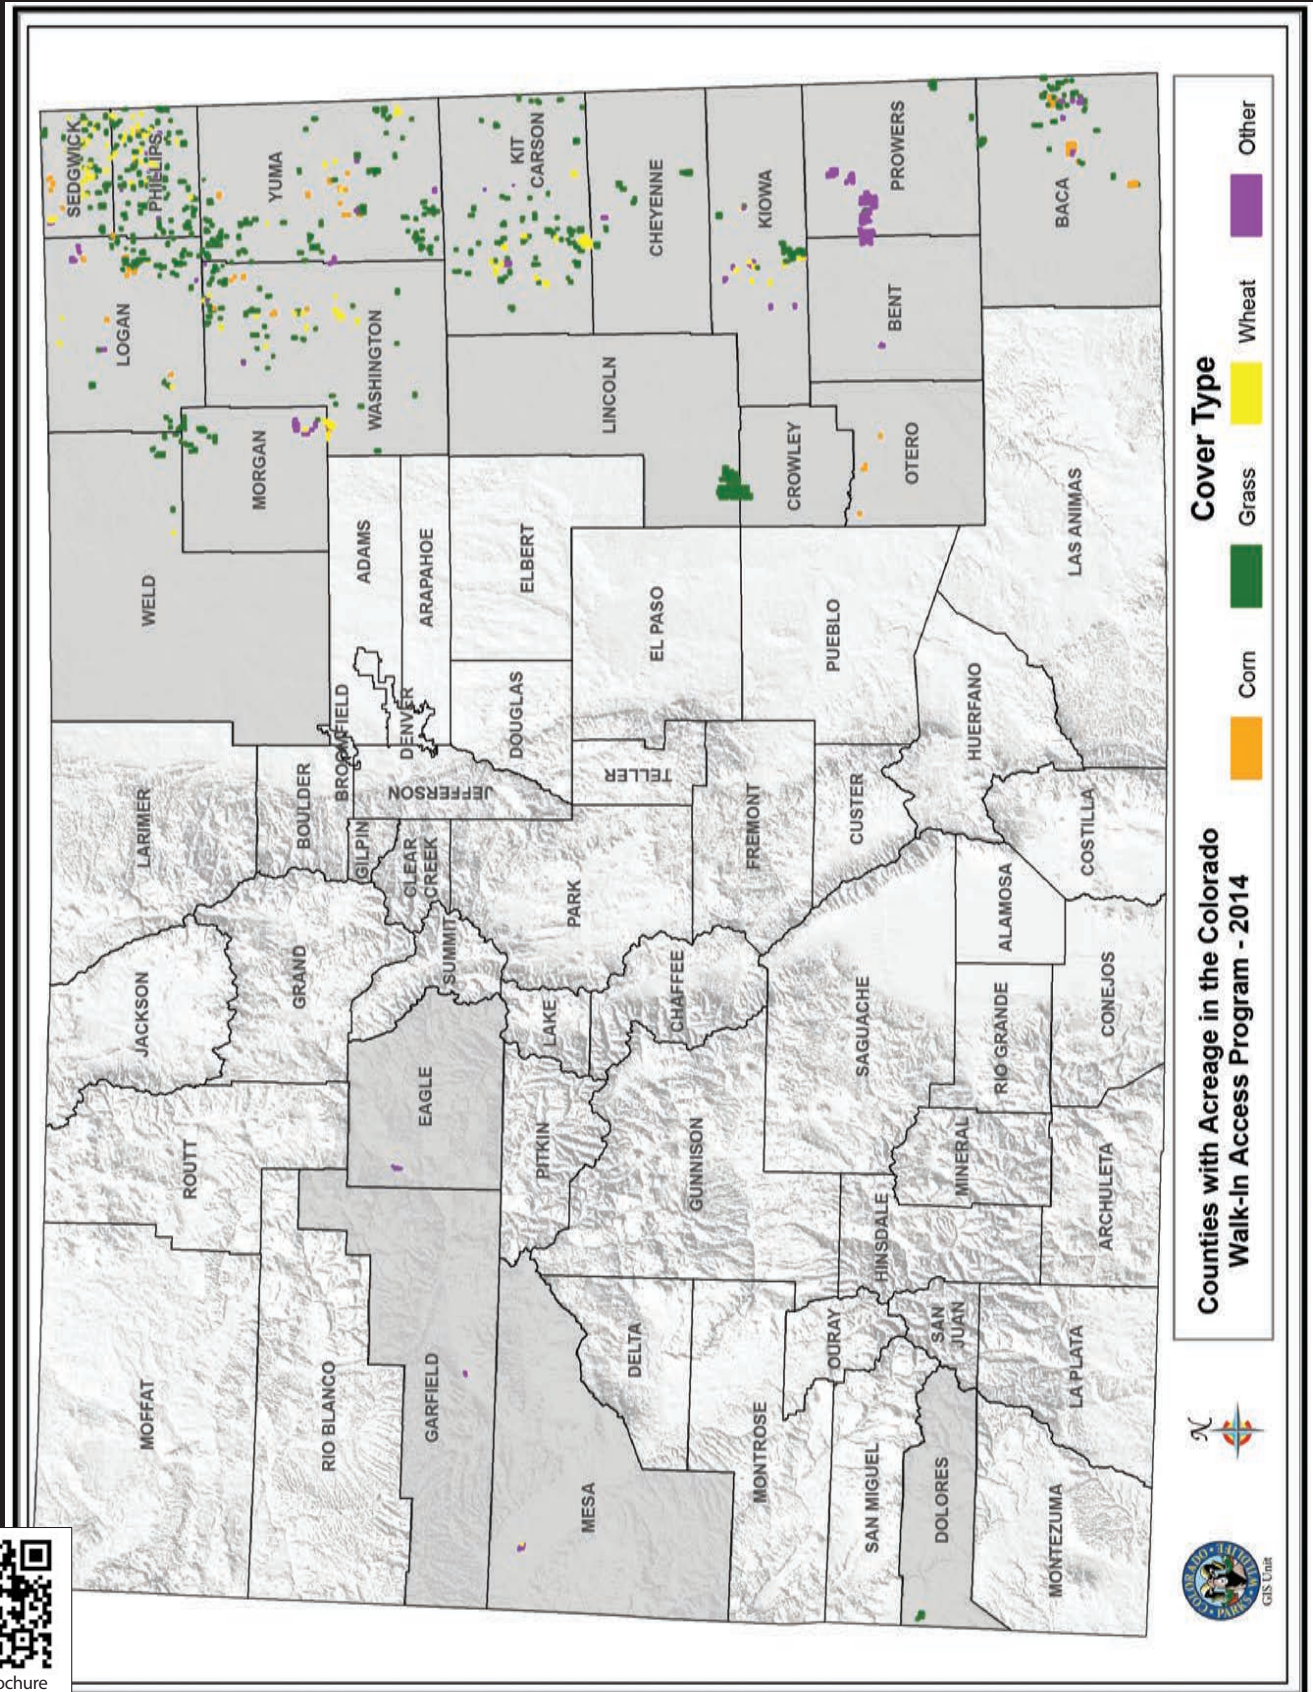 MOFFAT
ROUTT
JACKSON
LARIMER
WELD
LOGAN
SEDGWICK
PHILLIPS
RIO BLANCO
GRAND
BOULDER
MORGAN
YUMA
WASHINGTON
BROOMFIELD
GILPIN
ADAMS
GARFIELD
EAGLE
SUMMIT
CLEAR
CREEK
JEFFERSON
DENVER
ARAPAHOE
KIT
CARSON
MESA
PITKIN
LAKE
PARK
DOUGLAS
ELBERT
LINCOLN
CHEYENNE
DELTA
GUNNISON
CHAFFEE
TELLER
EL PASO
KIOWA
MONTROSE
OURAY
SAGUACHE
FREMONT
CUSTER
PUEBLO
CROWLEY
BENT
PROWERS
SAN MIGUEL
HINSDALE
OTERO
DOLORES
SAN
JUAN
MINERAL
RIO GRANDE
ALAMOSA
HUERFANO
MONTEZUMA
LA PLATA
ARCHULETA
CONEJOS
COSTILLA
LAS ANIMAS
BACA
COLORADO
PARKS
WILDLIFE
GIS Unit
N
Counties with Acreage in the Colorado
Walk-In Access Program - 2014
Cover Type
Corn
Grass
Wheat
Other